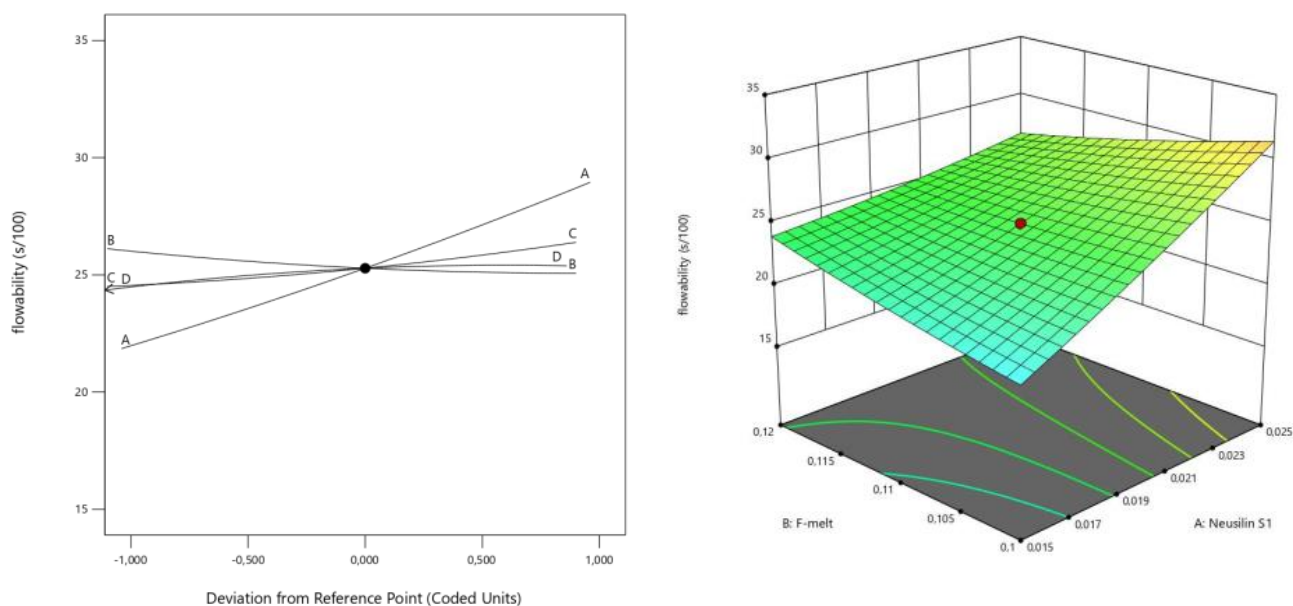 35
30
25
20
15
flowability (s/100)
A
B
C
D
B
C D
A
-1,000
-0,500
0,000
0,500
1,000
Deviation from Reference Point (Coded Units)
35
30
25
20
15
flowability (s/100)
0,12
0,115
0,11
0,105
0,1
0,015
0,017
0,019
0,021
0,023
0,025
B: F-melt
A: Neusilin S1